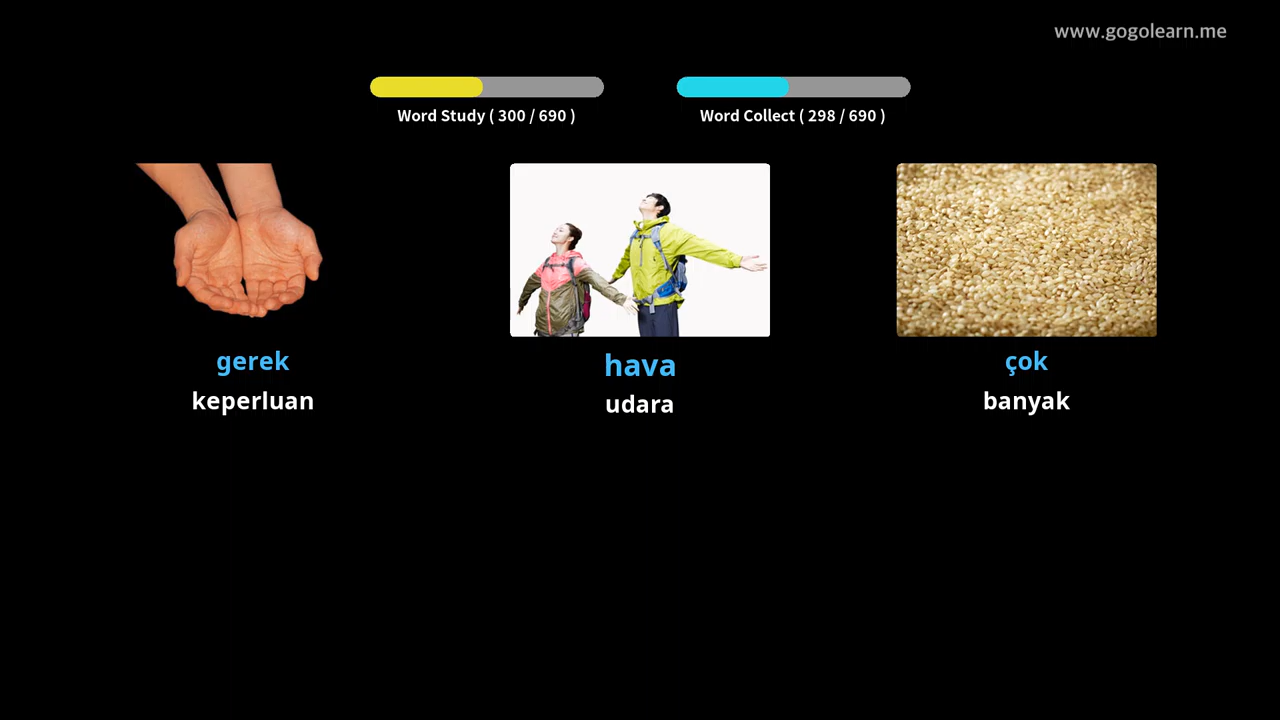 www.gogolearn.me
Word Study ( 300 / 690 )
Word Collect ( 298 / 690 )
gerek
keperluan
hava
udara
çok
banyak